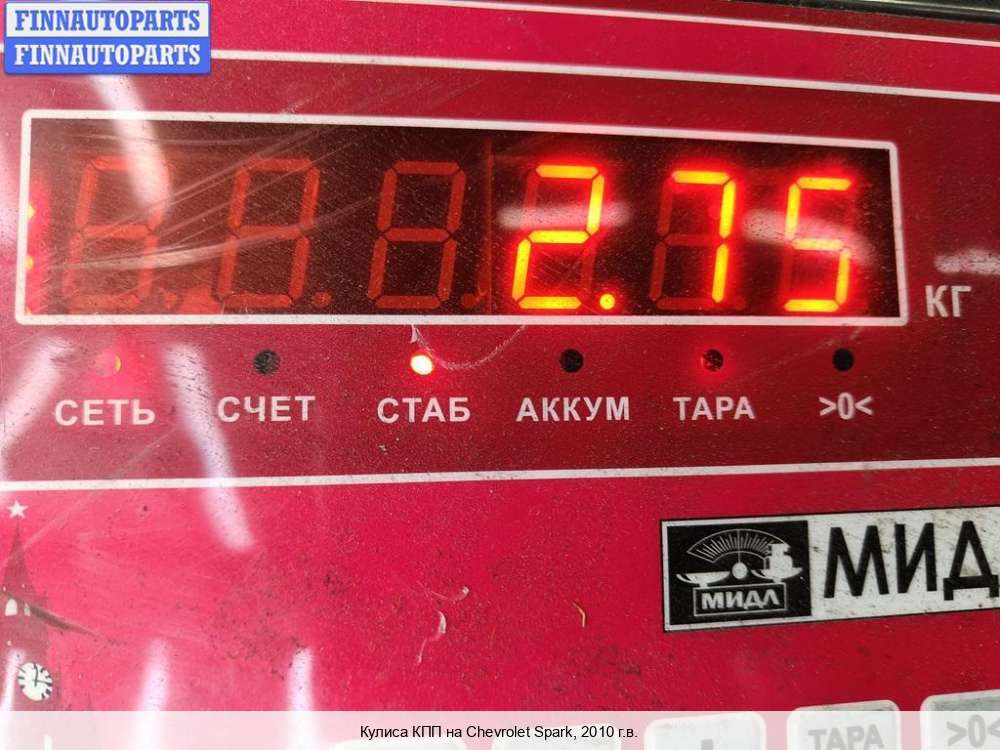 FINNAUTOPARTS
FINNAUTOPARTS
2.75
КГ
СЕТЬ СЧЕТ СТАБ АККУМ ТАРА >0<
МИДЛ МИД
ТАРА >0<
Кулиса КПП на Chevrolet Spark, 2010 г.в.